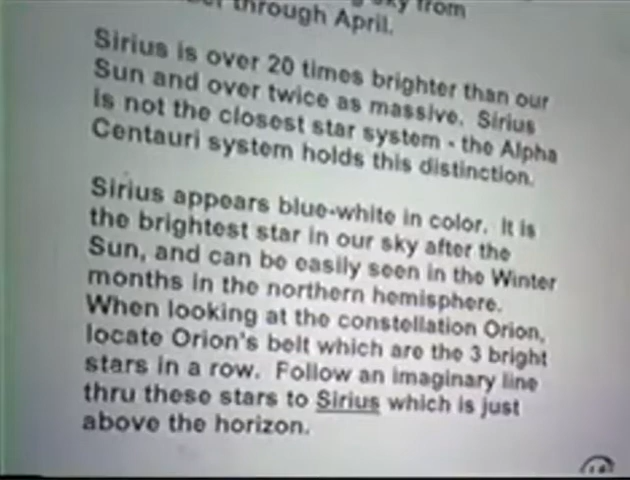 sky from
through April.
Sirius is over 20 times brighter than our
Sun and over twice as massive. Sirius
is not the closest star system - the Alpha
Centauri system holds this distinction.
Sirius appears blue-white in color. It is
the brightest star in our sky after the
Sun, and can be easily seen in the Winter
months in the northern hemisphere.
When looking at the constellation Orion,
locate Orion's belt which are the 3 bright
stars in a row. Follow an imaginary line
thru these stars to Sirius which is just
above the horizon.